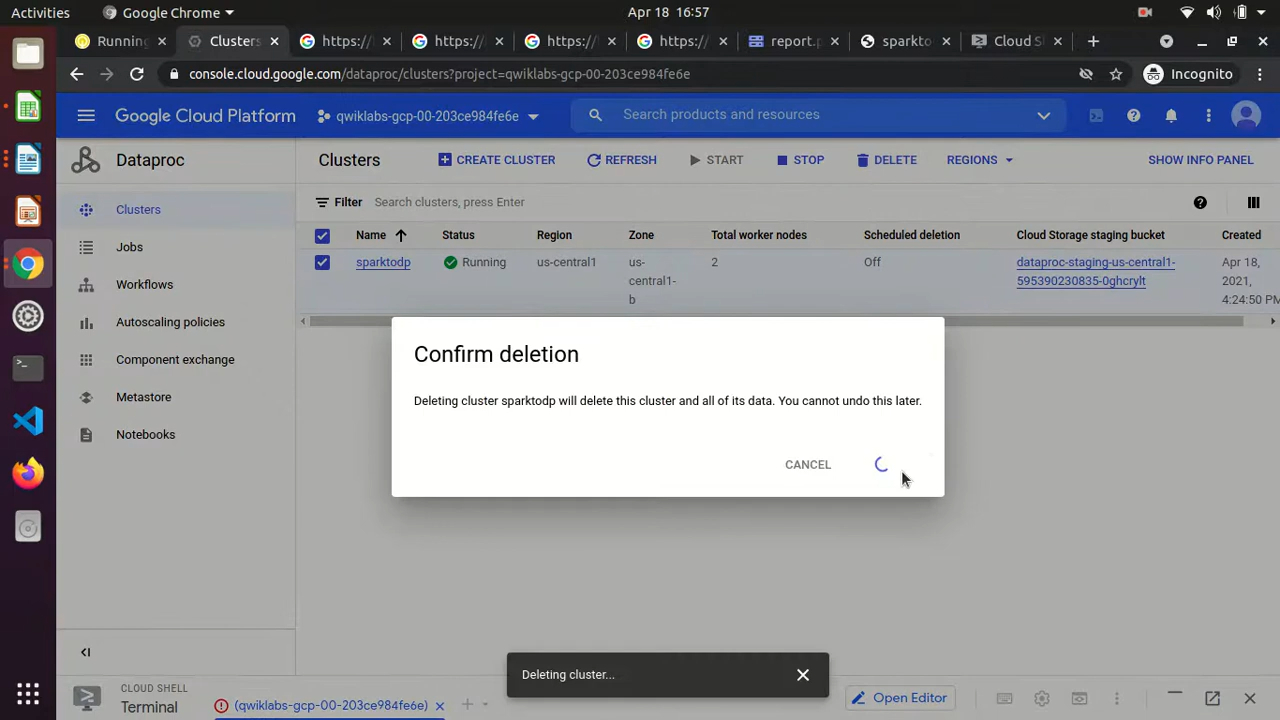 Activities
Google Chrome
Apr 18 16:57
Running
Clusters
https://
https://
https://
https://
report.p
sparkto
Cloud S
console.cloud.google.com/dataproc/clusters?project=qwiklabs-gcp-00-203ce984fe6e
Incognito
Google Cloud Platform
qwiklabs-gcp-00-203ce984fe6e
Search products and resources
Dataproc
Clusters
CREATE CLUSTER
REFRESH
START
STOP
DELETE
REGIONS
SHOW INFO PANEL
Clusters
Jobs
Workflows
Autoscaling policies
Component exchange
Metastore
Notebooks
Filter Search clusters, press Enter
Name Status Region Zone Total worker nodes Scheduled deletion Cloud Storage staging bucket Created
sparktodp Running us-central1 us- 2 Off dataproc-staging-us-central1- Apr 18,
central1- 595390230835-0ghcrylt 2021,
b 4:24:50 PM
Confirm deletion
Deleting cluster sparktodp will delete this cluster and all of its data. You cannot undo this later.
CANCEL
Deleting cluster...
CLOUD SHELL
Terminal
(qwiklabs-gcp-00-203ce984fe6e)
Open Editor